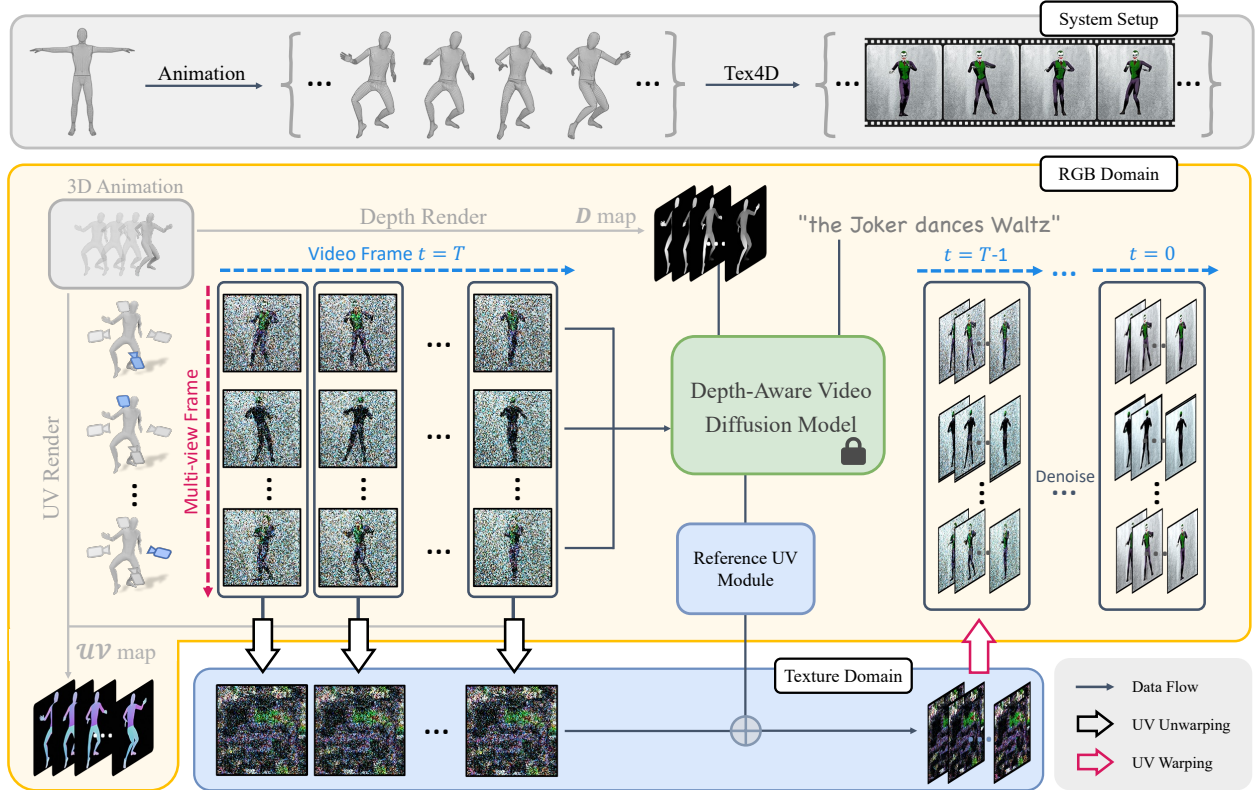 System Setup
Animation
Tex4D
RGB Domain
3D Animation
Depth Render
D map
"the Joker dances Waltz"
Video Frame t = T
t = T-1
t = 0
UV Render
Multi-view Frame
Depth-Aware Video
Diffusion Model
Denoise
Reference UV
Module
uv map
Texture Domain
Data Flow
UV Unwarping
UV Warping